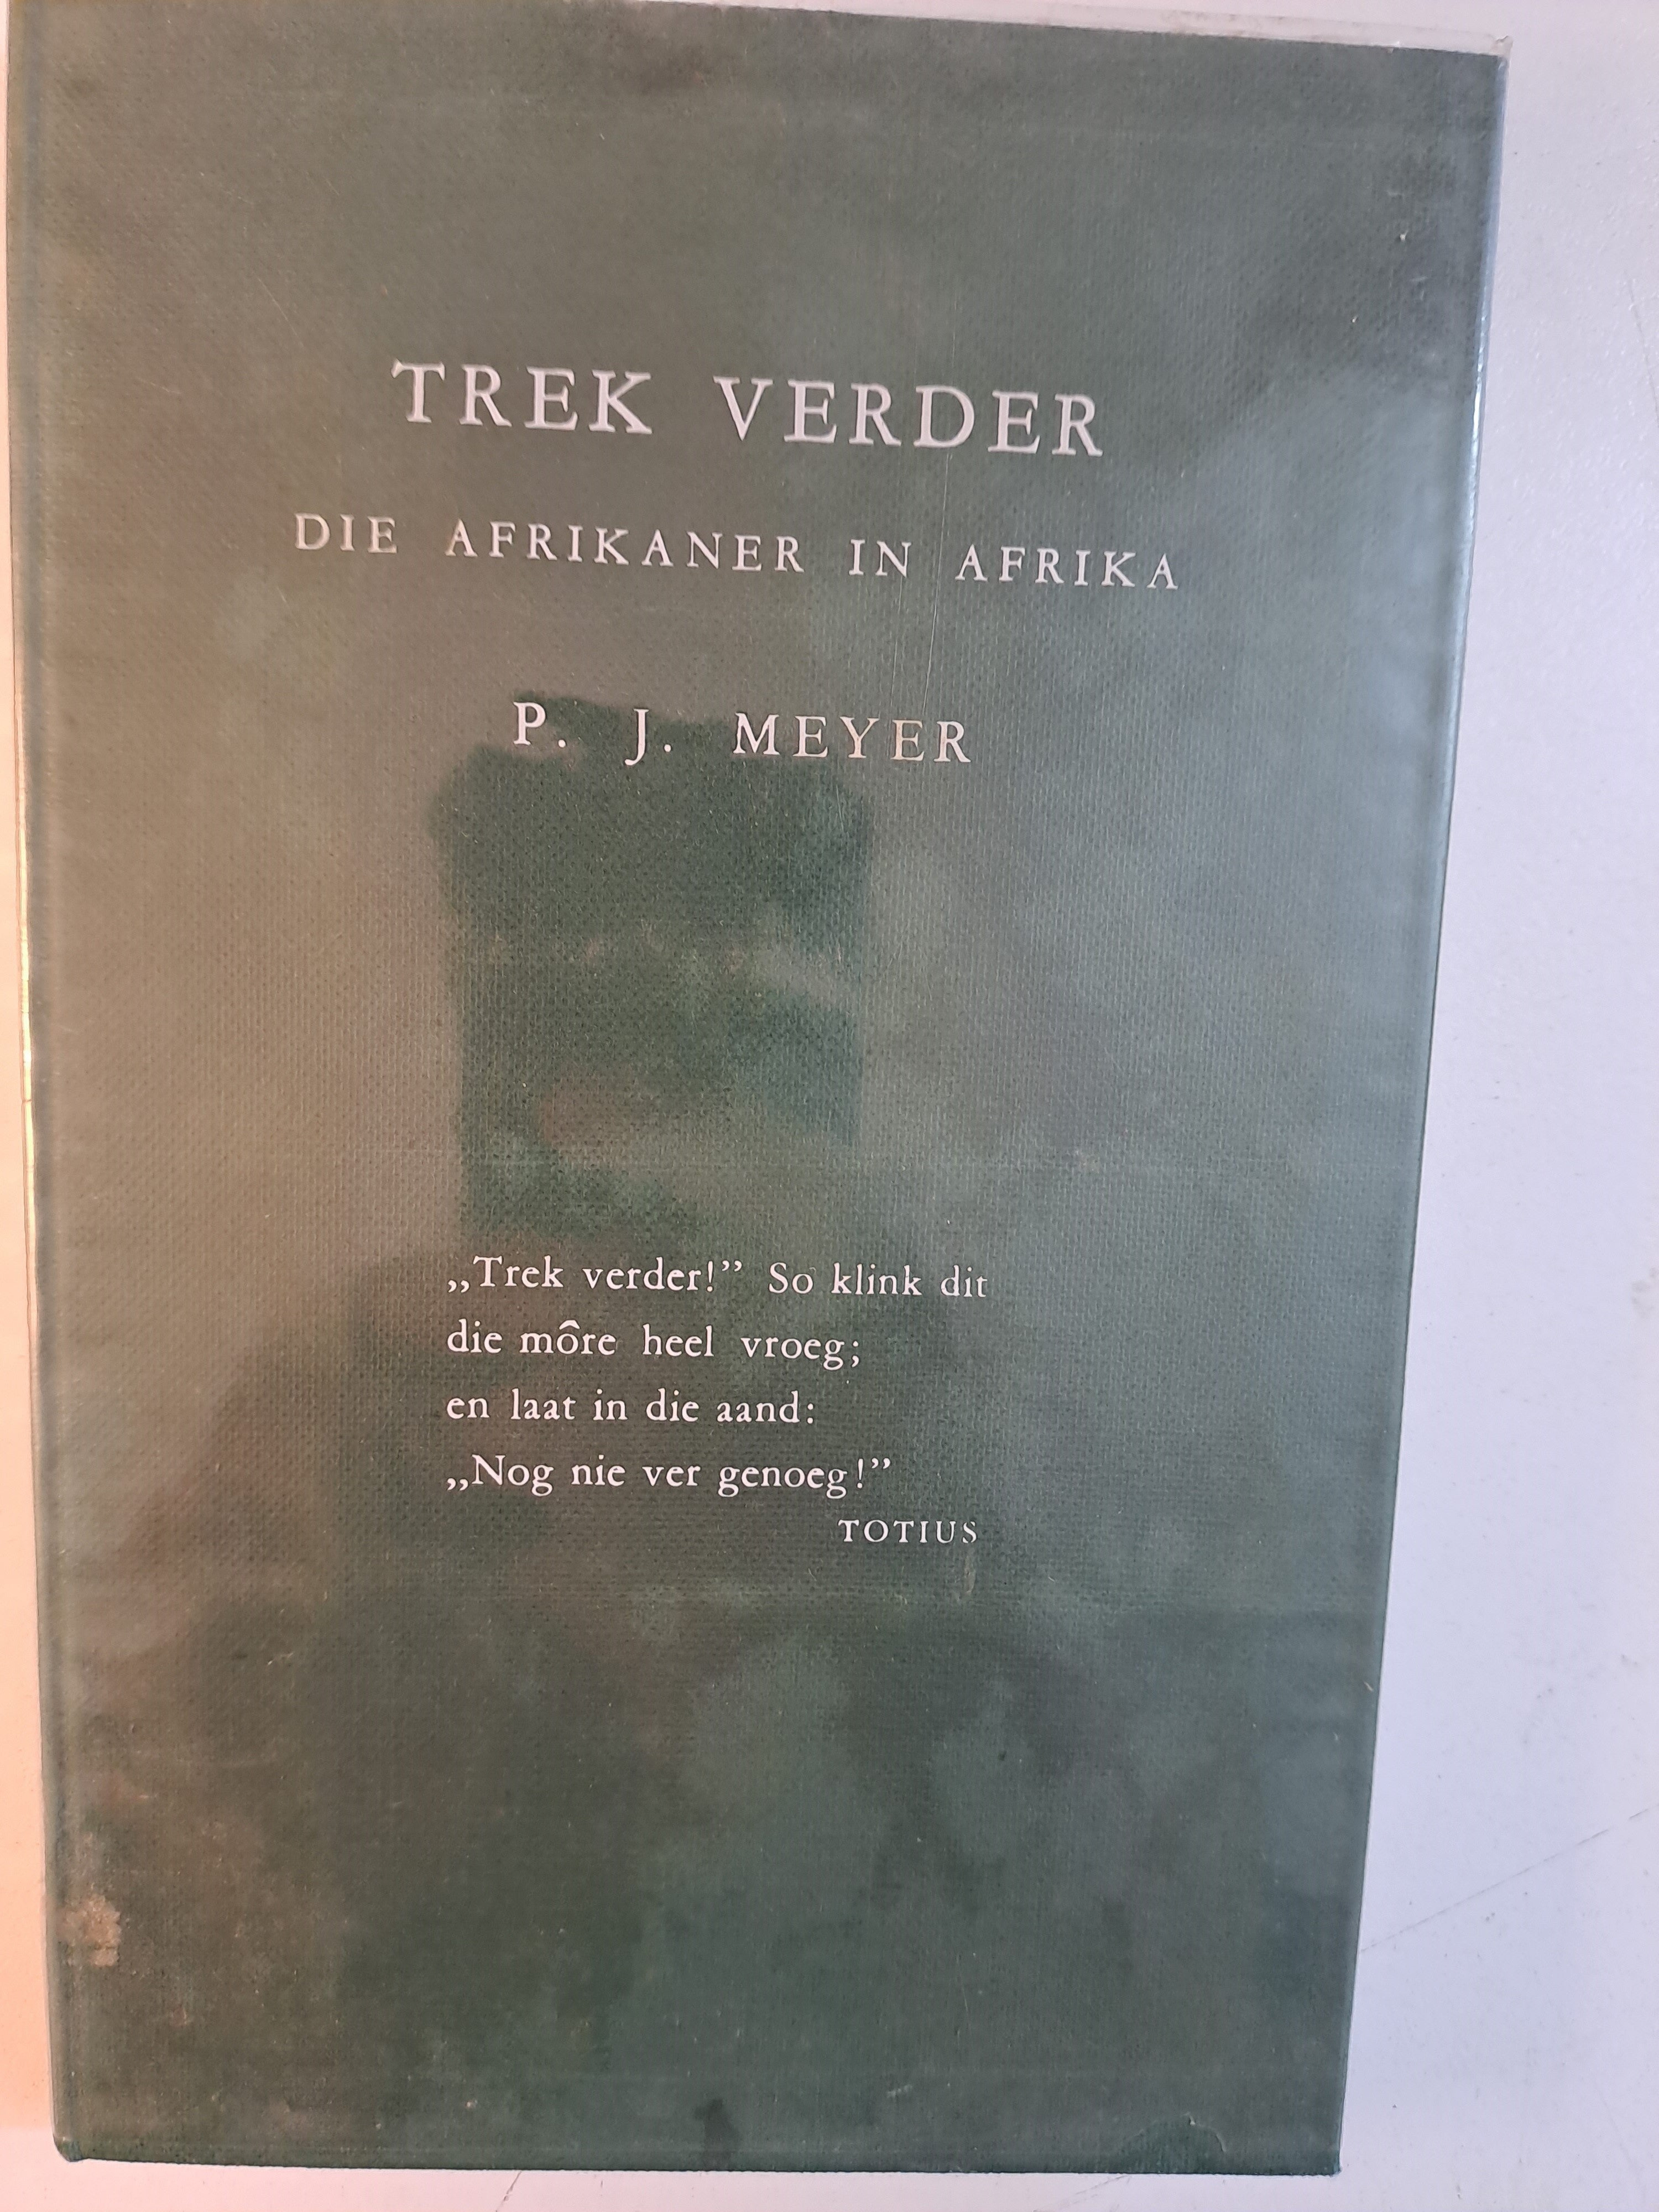 TREK VERDER
DIE AFRIKANER IN AFRIKA
P. J. MEYER
„Trek verder!” So klink dit
die môre heel vroeg;
en laat in die aand:
„Nog nie ver genoeg!”
TOTIUS